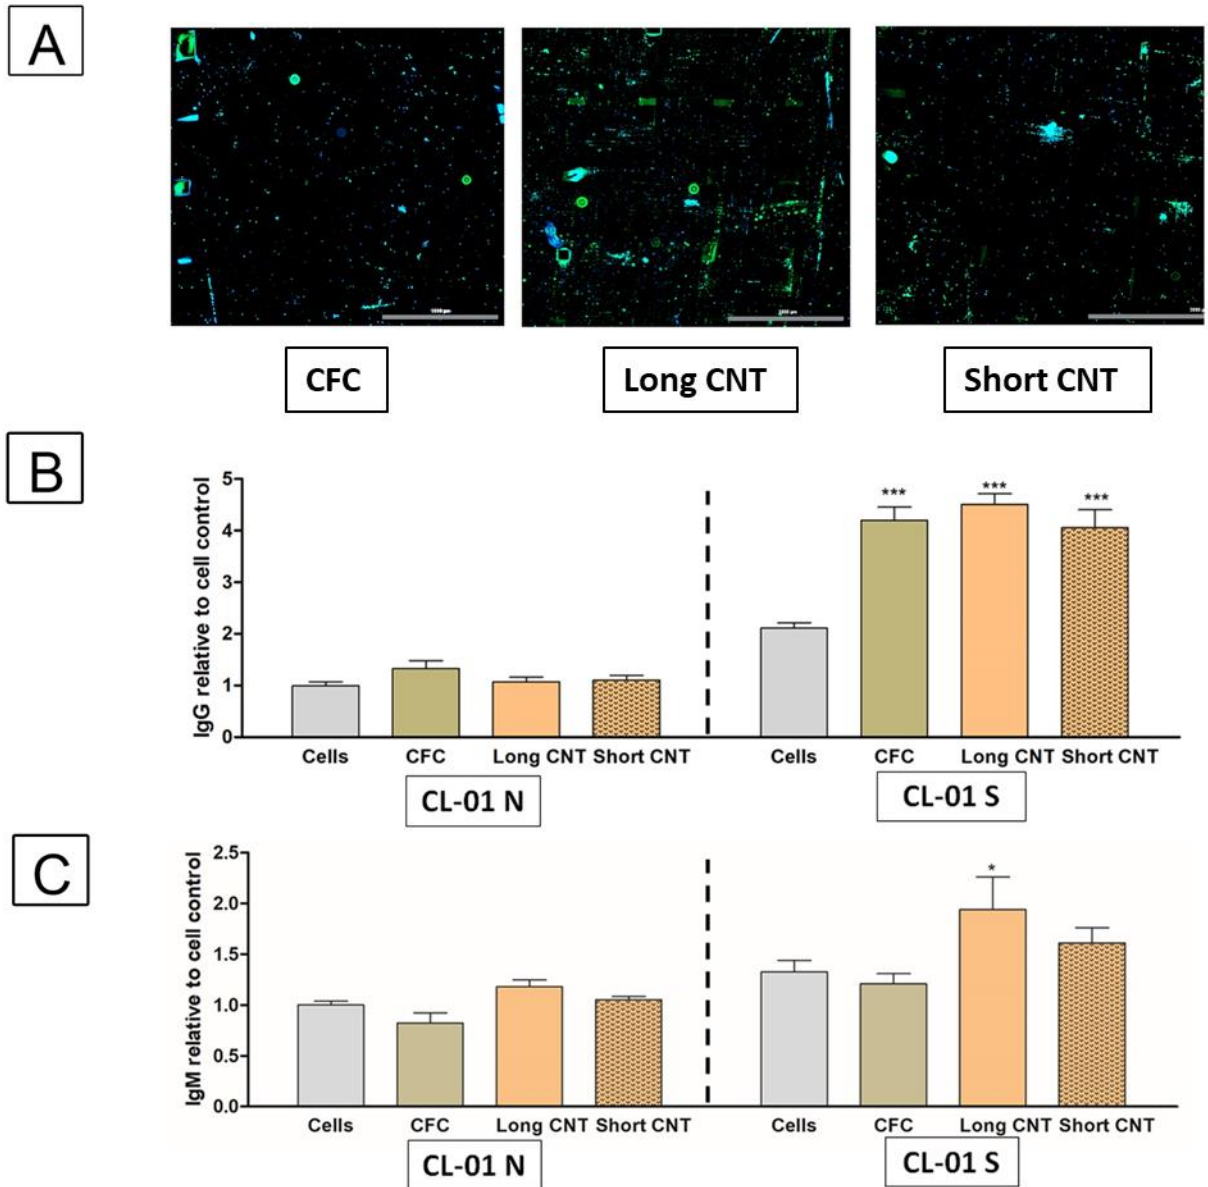 A
CFC
Long CNT
Short CNT
B
IgG relative to cell control
5
4
3
2
1
0
***
***
***
Cells
CFC
Long CNT
Short CNT
Cells
CFC
Long CNT
Short CNT
CL-01 N
CL-01 S
C
IgM relative to cell control
2.5
2.0
1.5
1.0
0.5
0.0
*
Cells
CFC
Long CNT
Short CNT
Cells
CFC
Long CNT
Short CNT
CL-01 N
CL-01 S